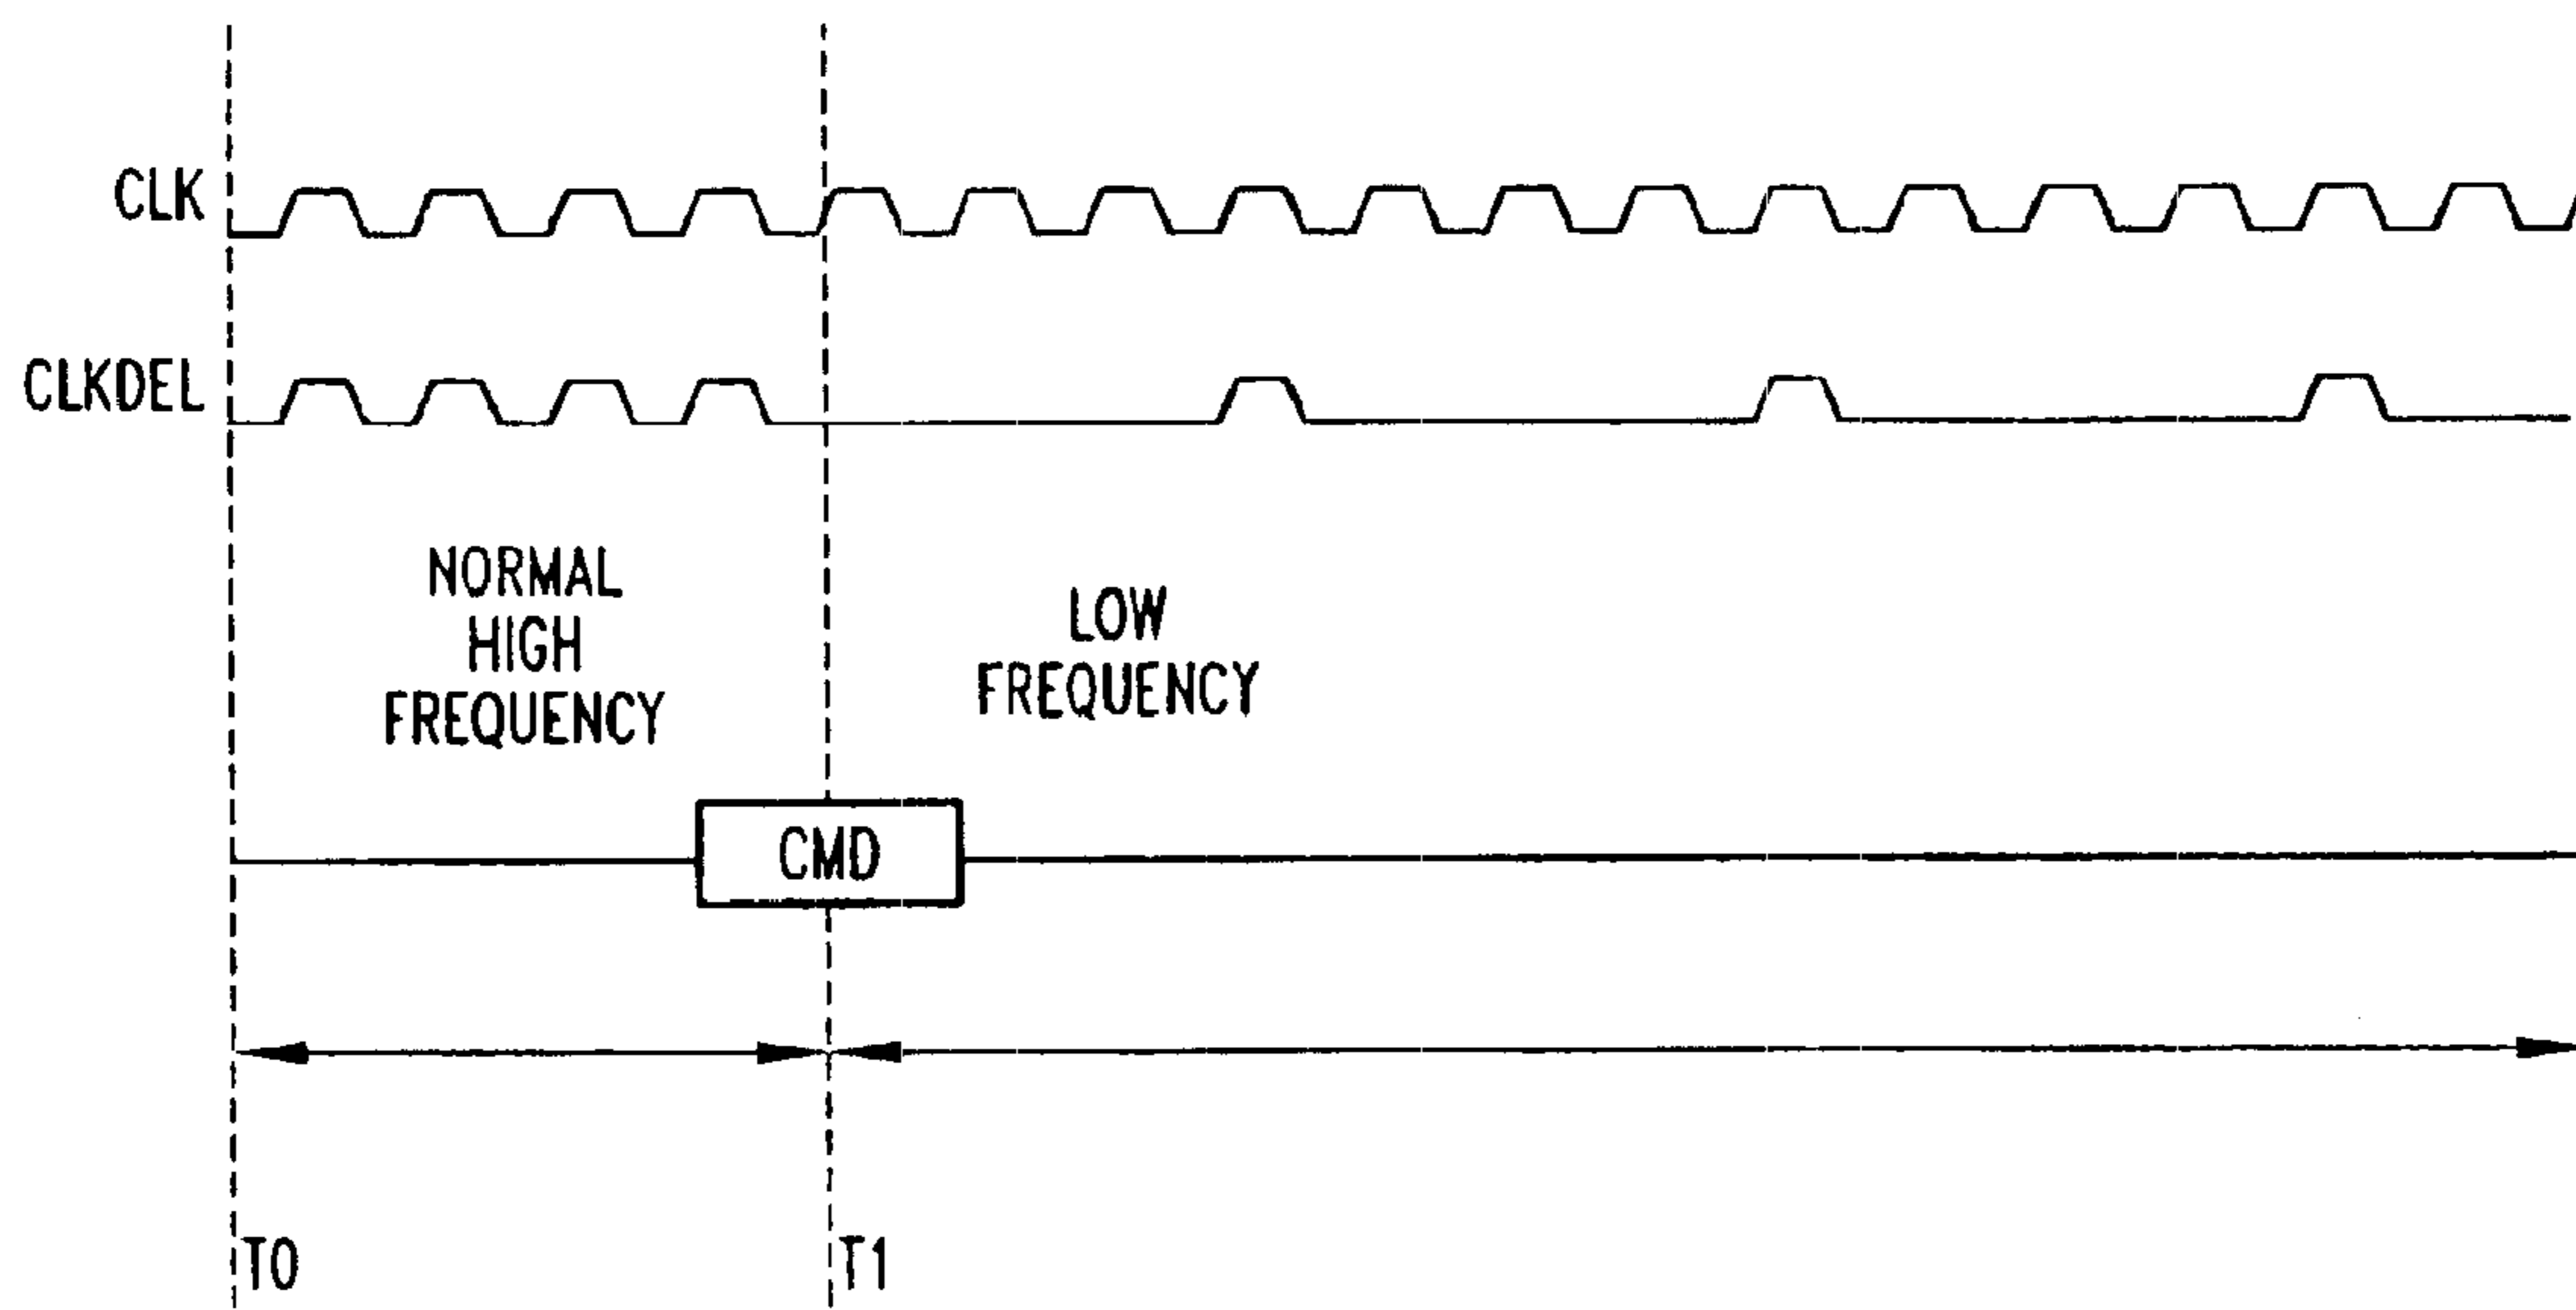 CLK
CLKDEL
NORMAL
HIGH
FREQUENCY
LOW
FREQUENCY
CMD
T0
T1